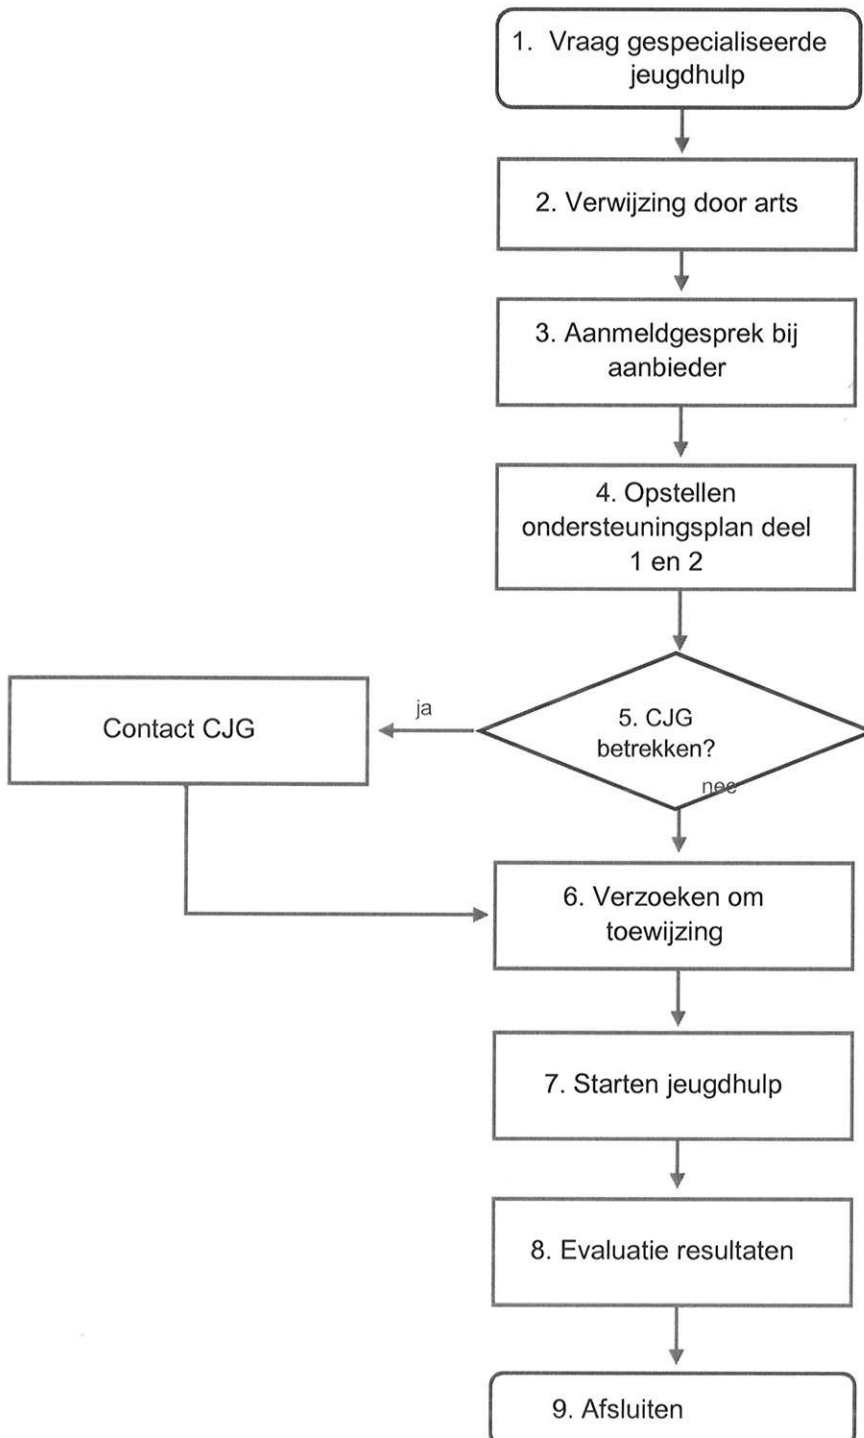 1. Vraag gespecialiseerde
jeugdhulp
2. Verwijzing door arts
3. Aanmeldgesprek bij
aanbieder
4. Opstellen
ondersteuningsplan deel
1 en 2
5. CJG
betrekken?
ja
Contact CJG
nee
6. Verzoeken om
toewijzing
7. Starten jeugdhulp
8. Evaluatie resultaten
9. Afsluiten